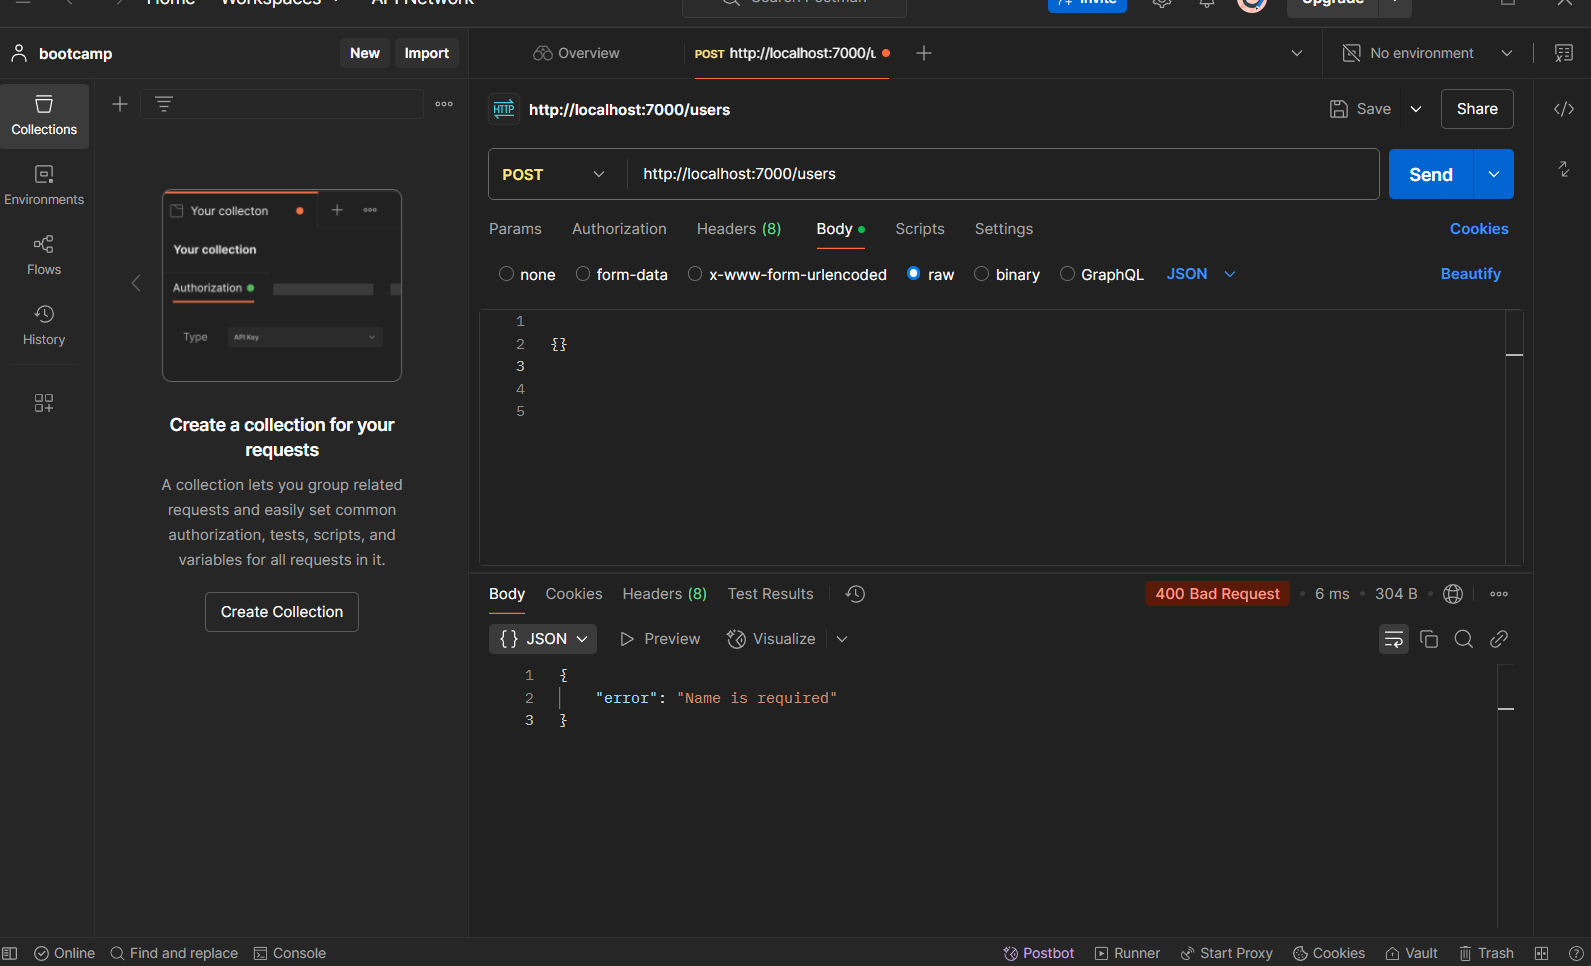 Home Workspaces API Network Search Postman Invite Upgrade
bootcamp New Import Overview POST http://localhost:7000/u No environment
Collections
Environments
Flows
History
Your collecton
Your collection
Authorization
Type API Key
Create a collection for your
requests
A collection lets you group related
requests and easily set common
authorization, tests, scripts, and
variables for all requests in it.
Create Collection
HTTP http://localhost:7000/users Save Share
POST http://localhost:7000/users Send
Params Authorization Headers (8) Body Scripts Settings Cookies
none form-data x-www-form-urlencoded raw binary GraphQL JSON Beautify
1
2 {}
3
4
5
Body Cookies Headers (8) Test Results 400 Bad Request • 6 ms • 304 B •
{} JSON Preview Visualize
1 {
2 "error": "Name is required"
3 }
Online Find and replace Console Postbot Runner Start Proxy Cookies Vault Trash